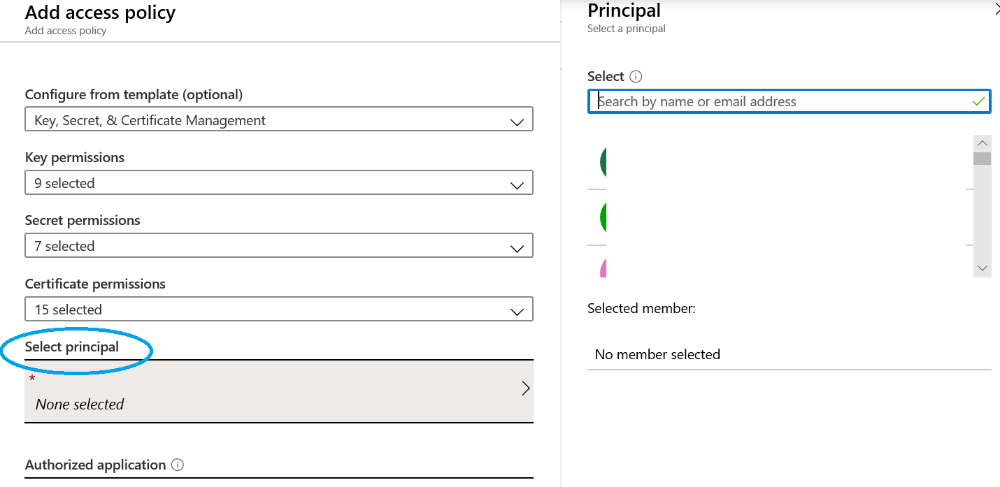 Add access policy
Add access policy
Configure from template (optional)
Key, Secret, & Certificate Management
Key permissions
9 selected
Secret permissions
7 selected
Certificate permissions
15 selected
Select principal
*
None selected
Authorized application
Principal
Select a principal
Select
Search by name or email address
Selected member:
No member selected